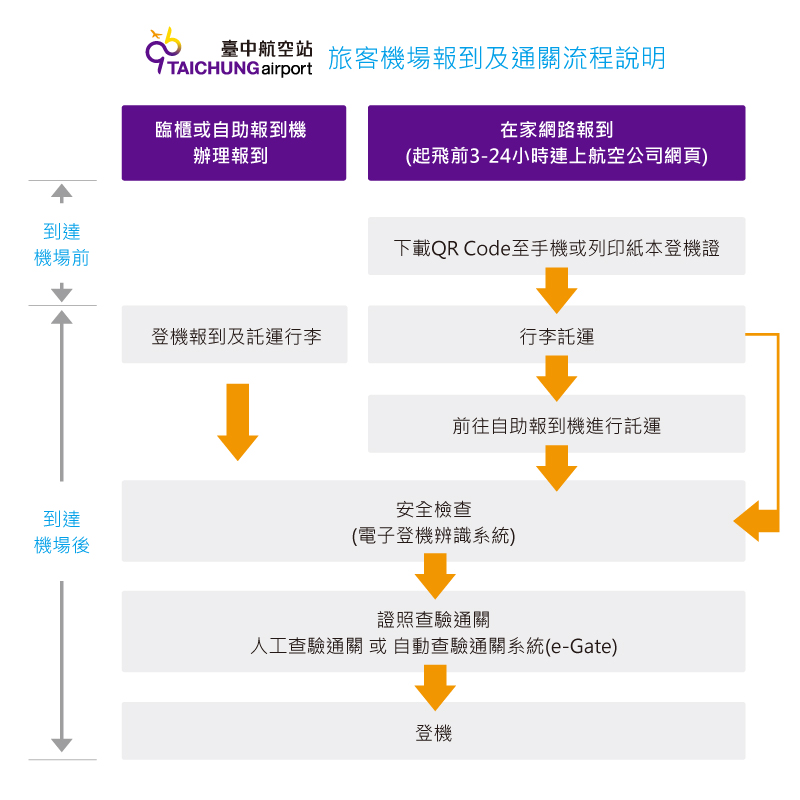 臺中航空站
TAICHUNG airport
旅客機場報到及通關流程說明
臨櫃或自助報到機
辦理報到
在家網路報到
(起飛前3-24小時連上航空公司網頁)
到達
機場前
下載QR Code至手機或列印紙本登機證
登機報到及託運行李
行李託運
前往自助報到機進行託運
到達
機場後
安全檢查
(電子登機辨識系統)
證照查驗通關
人工查驗通關 或 自動查驗通關系統(e-Gate)
登機